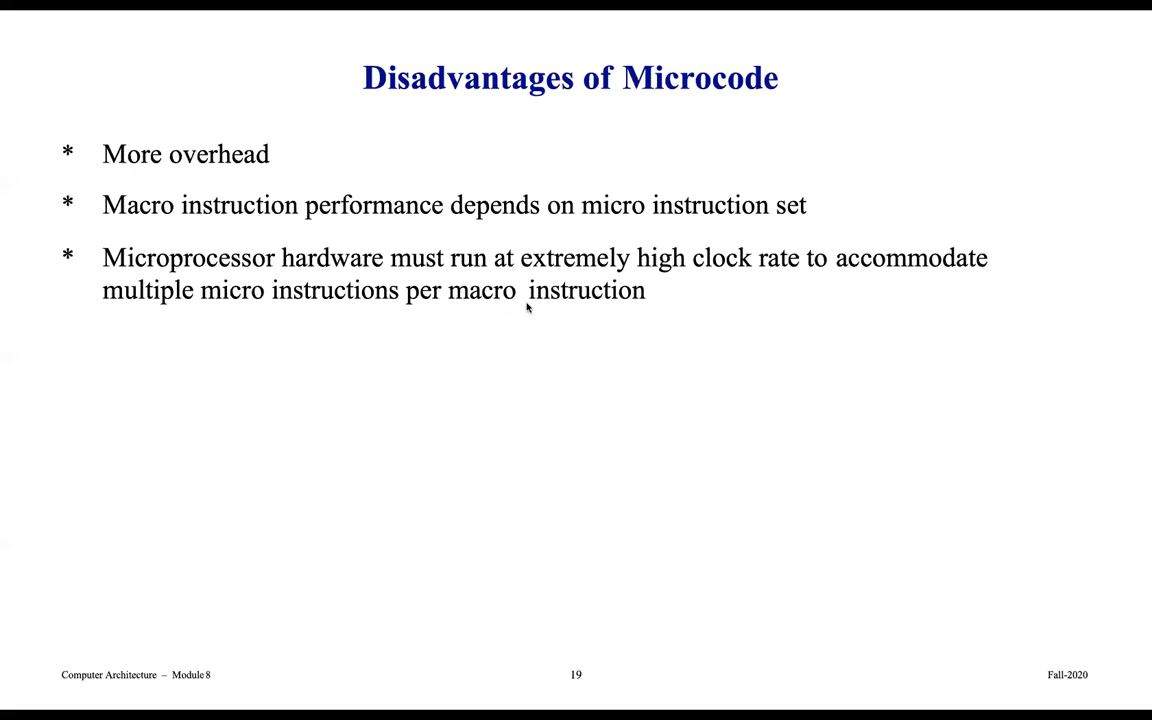 Disadvantages of Microcode
* More overhead
* Macro instruction performance depends on micro instruction set
* Microprocessor hardware must run at extremely high clock rate to accommodate
multiple micro instructions per macro instruction
Computer Architecture – Module 8 19 Fall-2020